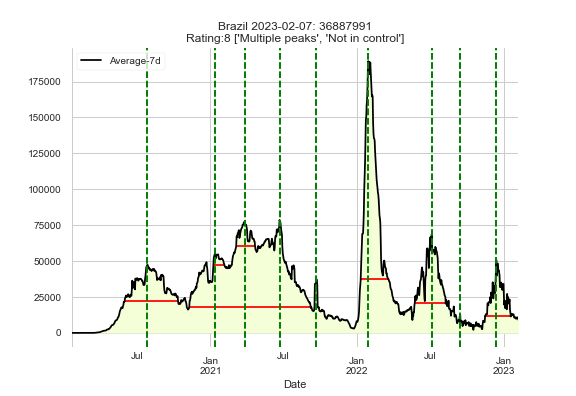 Brazil 2023-02-07: 36887991
Rating:8 ['Multiple peaks', 'Not in control']
Average-7d
175000
150000
125000
100000
75000
50000
25000
0
Jul
Jan
2021
Jul
Jan
2022
Jul
Jan
2023
Date